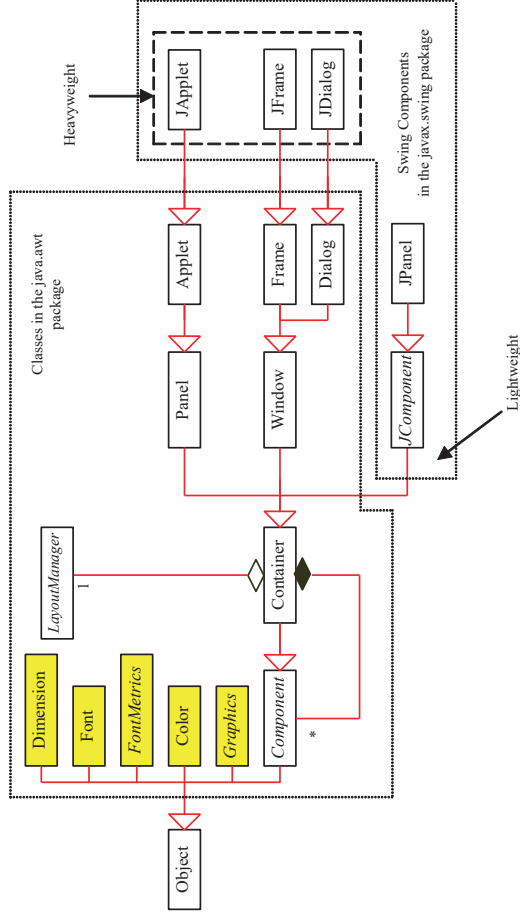 Dimension
Font
FontMetrics
Color
Graphics
Component
*
Object
LayoutManager
1
Container
Classes in the java.awt
package
Panel
Applet
JApplet
Window
Frame
JFrame
Dialog
JDialog
Heavyweight
JComponent
JPanel
Swing Components
in the javax.swing package
Lightweight